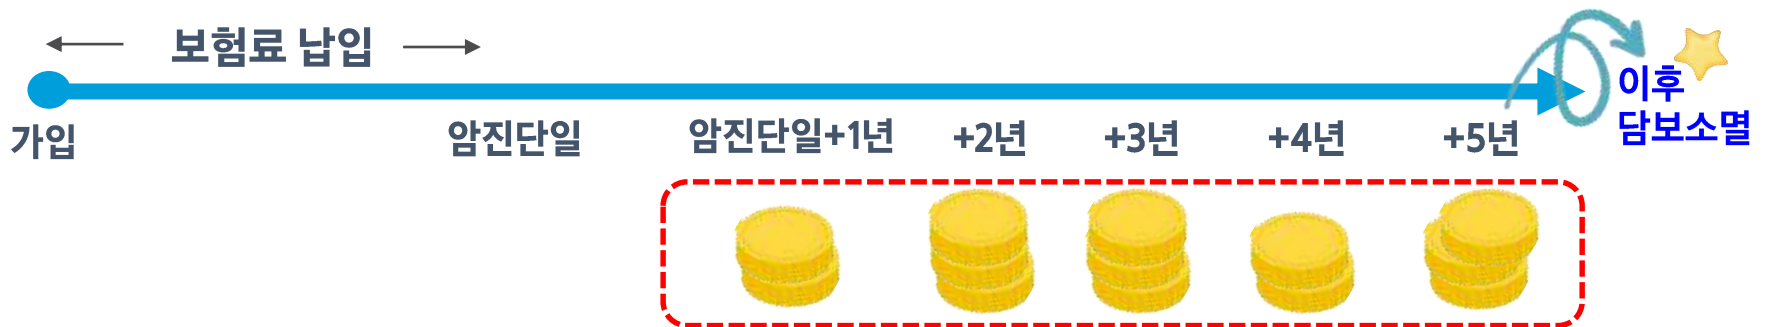 보험료 납입
가입
암진단일
암진단일+1년
+2년
+3년
+4년
+5년
이후
담보소멸